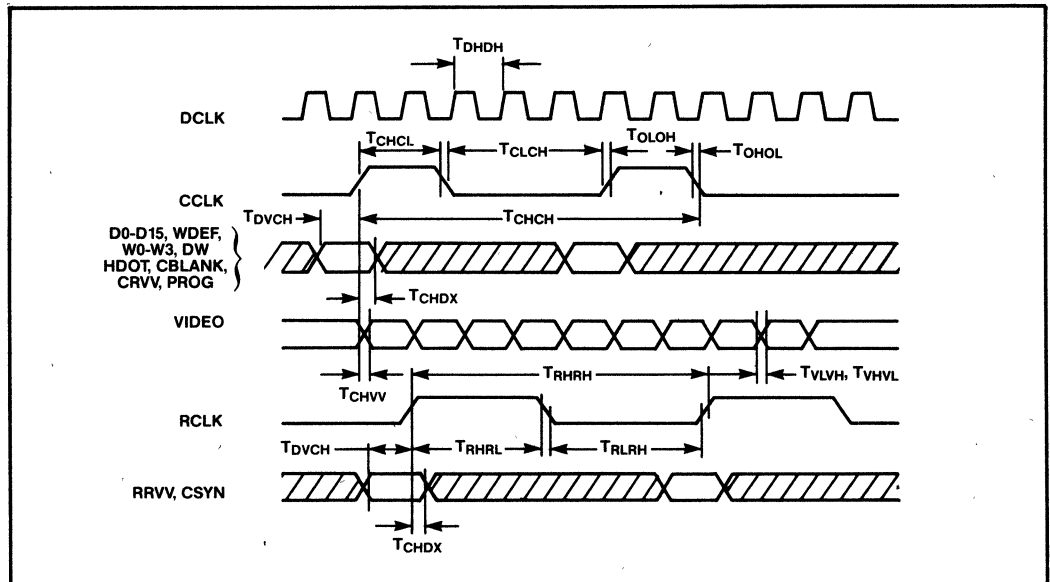 TDHDH
DCLK
TCHCL
TCLCH
TOLOH
TOHOL
CCLK
TDVCH
TCHCH
D0-D15, WDEF,
W0-W3, DW
HDOT, CBLANK,
CRVV, PROG
TCHDX
VIDEO
TCHVV
TRHRH
TVLVH, TVHVL
RCLK
TDVCH
TRHRL
TRLRH
RRVV, CSYN
TCHDX